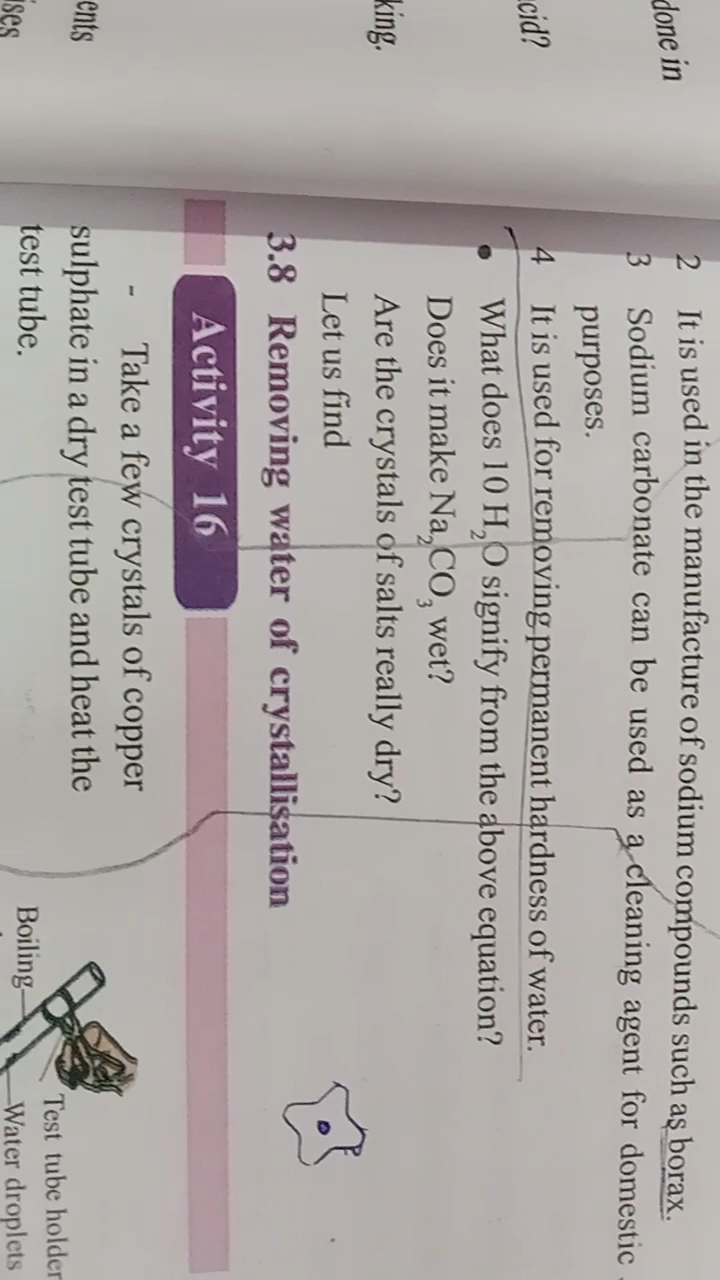 done in
cid?
king.
ents
ises
2 It is used in the manufacture of sodium compounds such as borax.
3 Sodium carbonate can be used as a cleaning agent for domestic
purposes.
4 It is used for removing permanent hardness of water.
• What does 10 H₂O signify from the above equation?
Does it make Na₂CO₃ wet?
Are the crystals of salts really dry?
Let us find
3.8 Removing water of crystallisation
Activity 16
- Take a few crystals of copper
sulphate in a dry test tube and heat the
test tube.
Test tube holder
Boiling
Water droplets